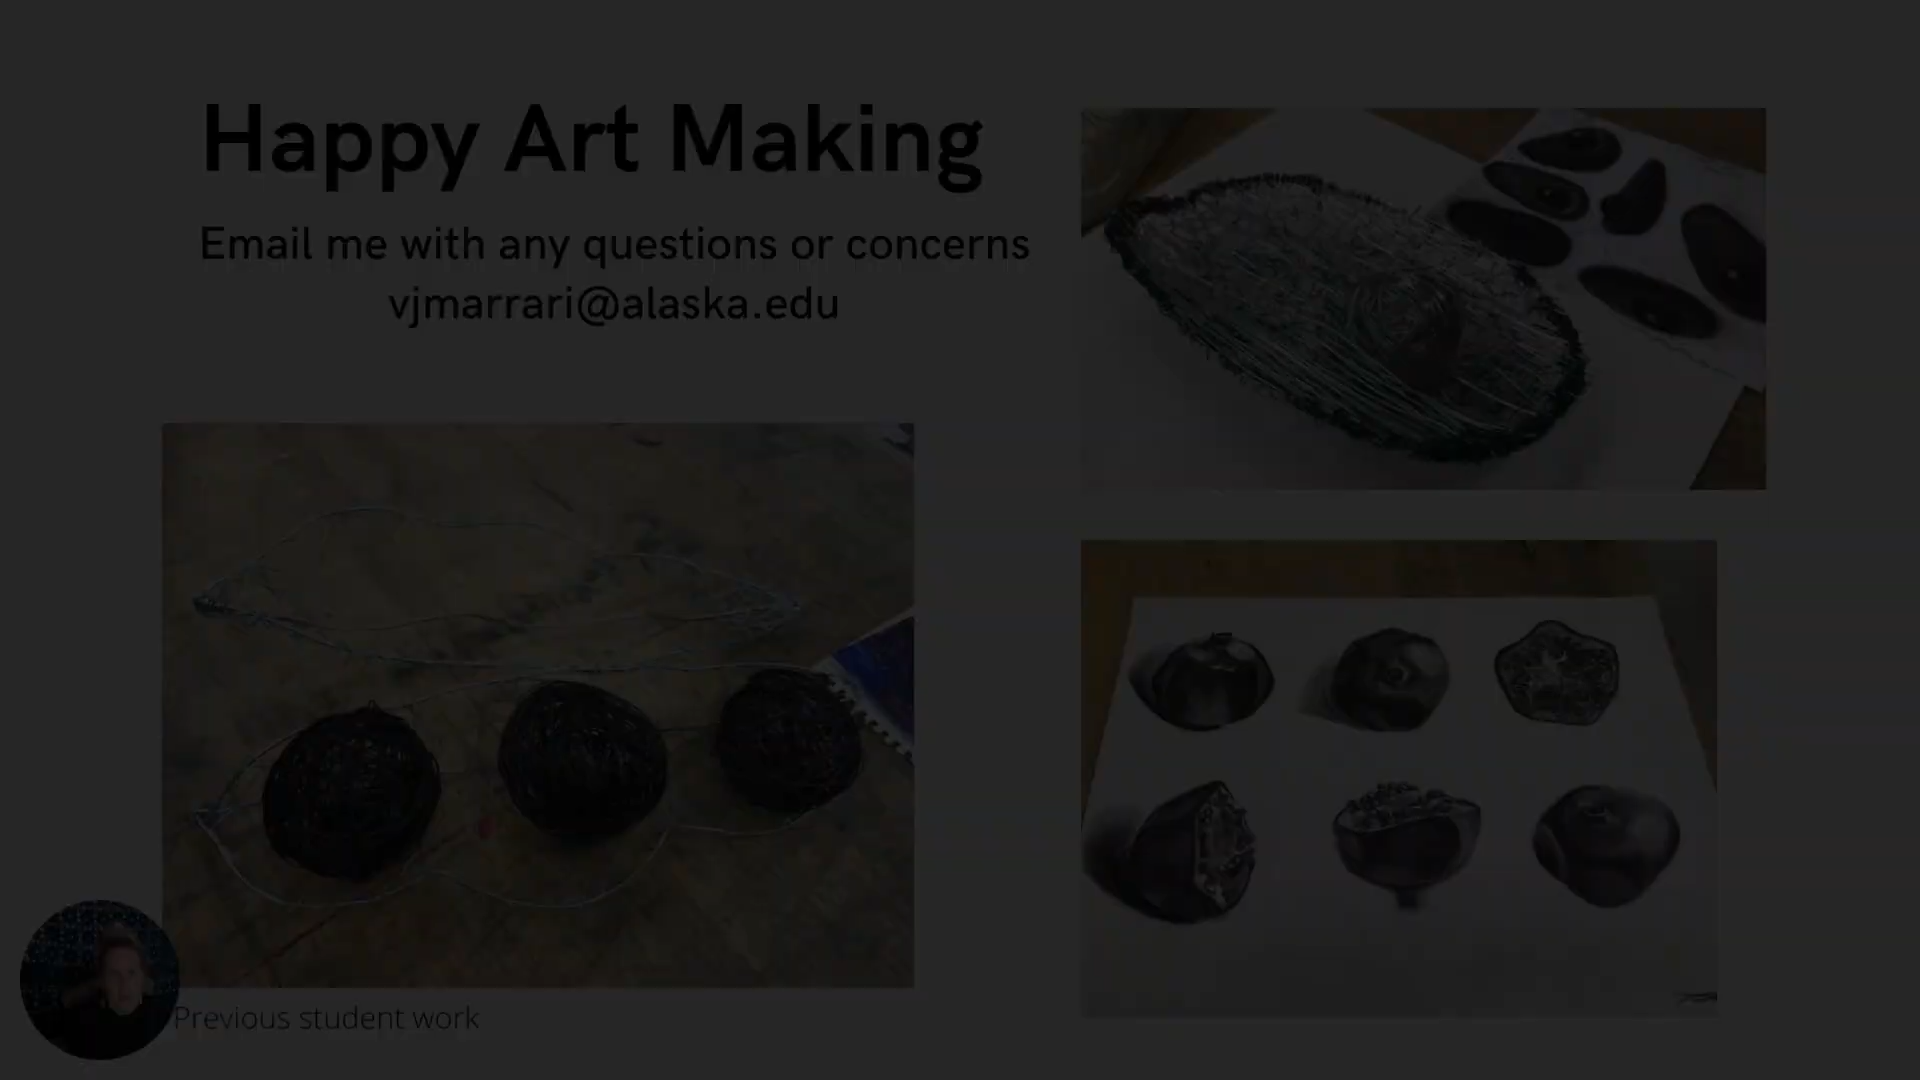 Happy Art Making
Email me with any questions or concerns
vjmarrari@alaska.edu
Previous student work